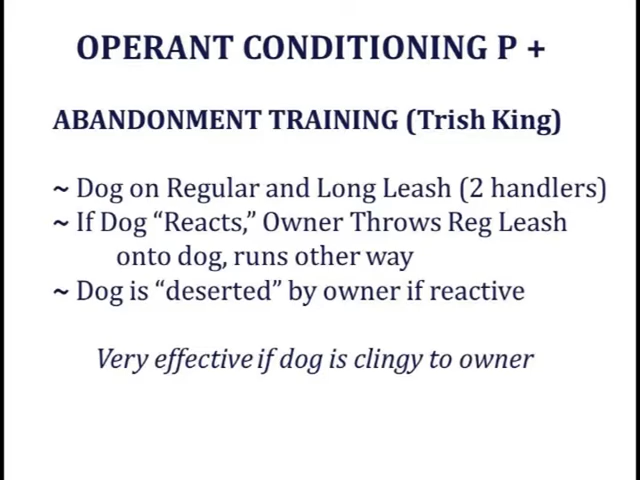 OPERANT CONDITIONING P +
ABANDONMENT TRAINING (Trish King)
~ Dog on Regular and Long Leash (2 handlers)
~ If Dog “Reacts,” Owner Throws Reg Leash
onto dog, runs other way
~ Dog is “deserted” by owner if reactive
Very effective if dog is clingy to owner